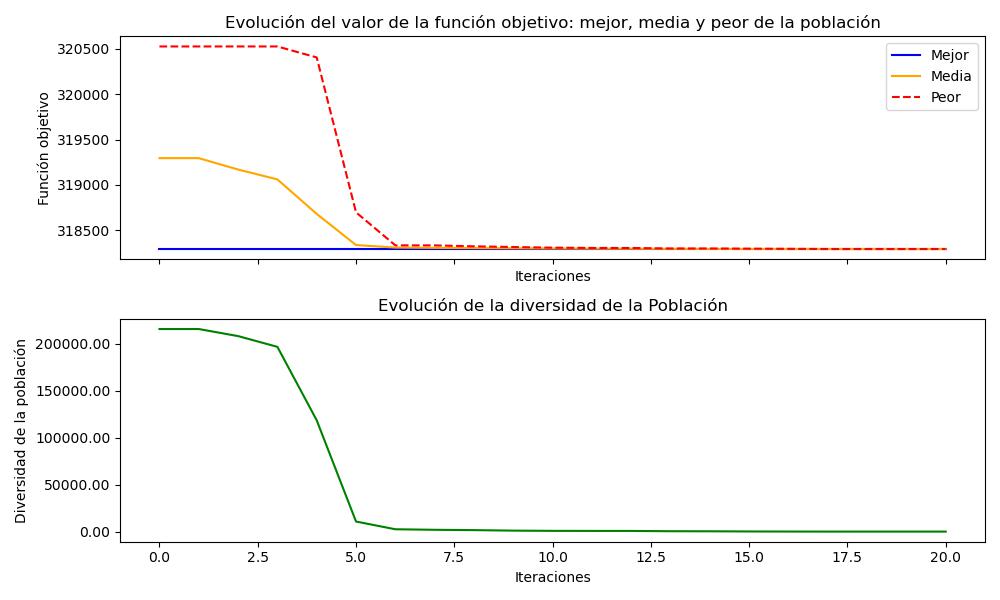 Evolución del valor de la función objetivo: mejor, media y peor de la población
Función objetivo
320500
320000
319500
319000
318500
Mejor
Media
Peor
Iteraciones
Evolución de la diversidad de la Población
Diversidad de la población
200000.00
150000.00
100000.00
50000.00
0.00
0.0 2.5 5.0 7.5 10.0 12.5 15.0 17.5 20.0
Iteraciones